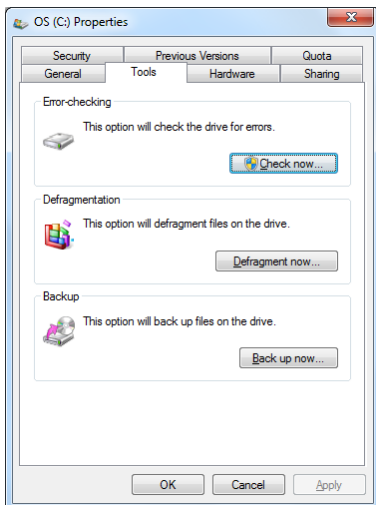 OS (C:) Properties
Security Previous Versions Quota
General Tools Hardware Sharing
Error-checking
This option will check the drive for errors.
Check now...
Defragmentation
This option will defragment files on the drive.
Defragment now...
Backup
This option will back up files on the drive.
Back up now...
OK Cancel Apply